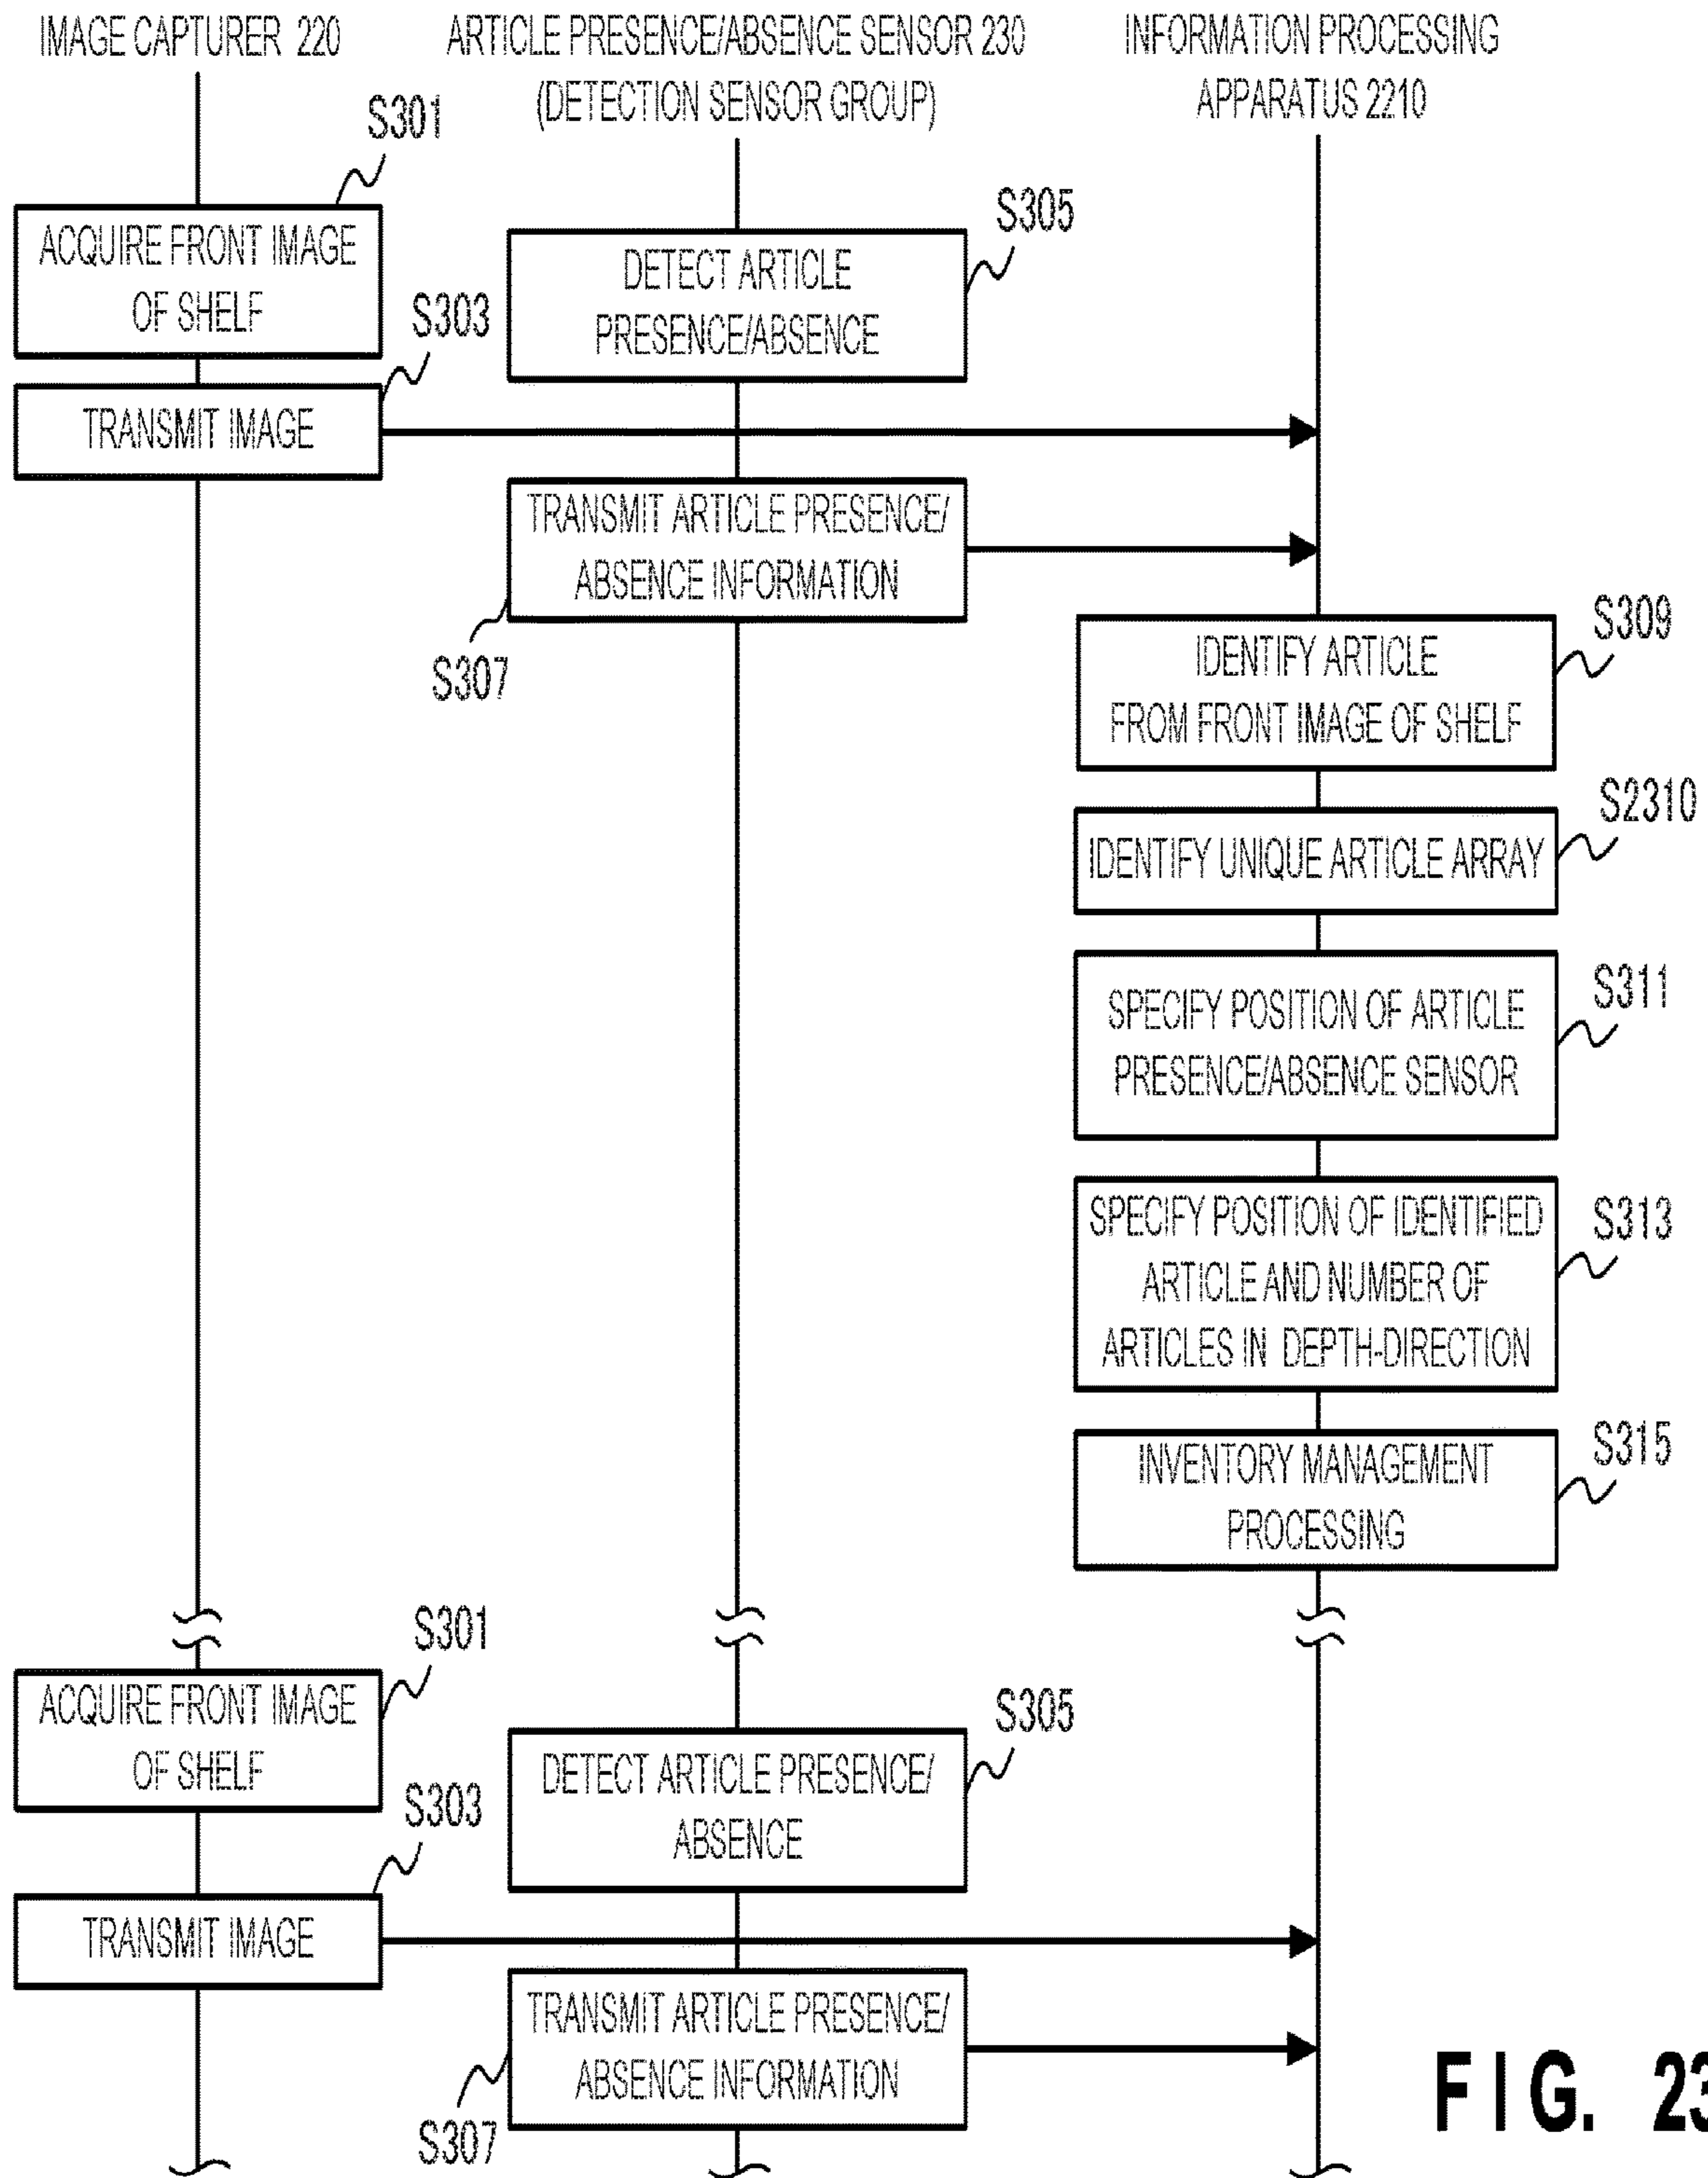 IMAGE CAPTURER 220
ARTICLE PRESENCE/ABSENCE SENSOR 230
(DETECTION SENSOR GROUP)
INFORMATION PROCESSING
APPARATUS 2210
S301
ACQUIRE FRONT IMAGE
OF SHELF
S305
DETECT ARTICLE
PRESENCE/ABSENCE
S303
TRANSMIT IMAGE
TRANSMIT ARTICLE PRESENCE/
ABSENCE INFORMATION
S307
S309
IDENTIFY ARTICLE
FROM FRONT IMAGE OF SHELF
S2310
IDENTIFY UNIQUE ARTICLE ARRAY
S311
SPECIFY POSITION OF ARTICLE
PRESENCE/ABSENCE SENSOR
S313
SPECIFY POSITION OF IDENTIFIED
ARTICLE AND NUMBER OF
ARTICLES IN DEPTH-DIRECTION
S315
INVENTORY MANAGEMENT
PROCESSING
S301
ACQUIRE FRONT IMAGE
OF SHELF
S305
DETECT ARTICLE PRESENCE/
ABSENCE
S303
TRANSMIT IMAGE
TRANSMIT ARTICLE PRESENCE/
ABSENCE INFORMATION
S307
FIG. 23